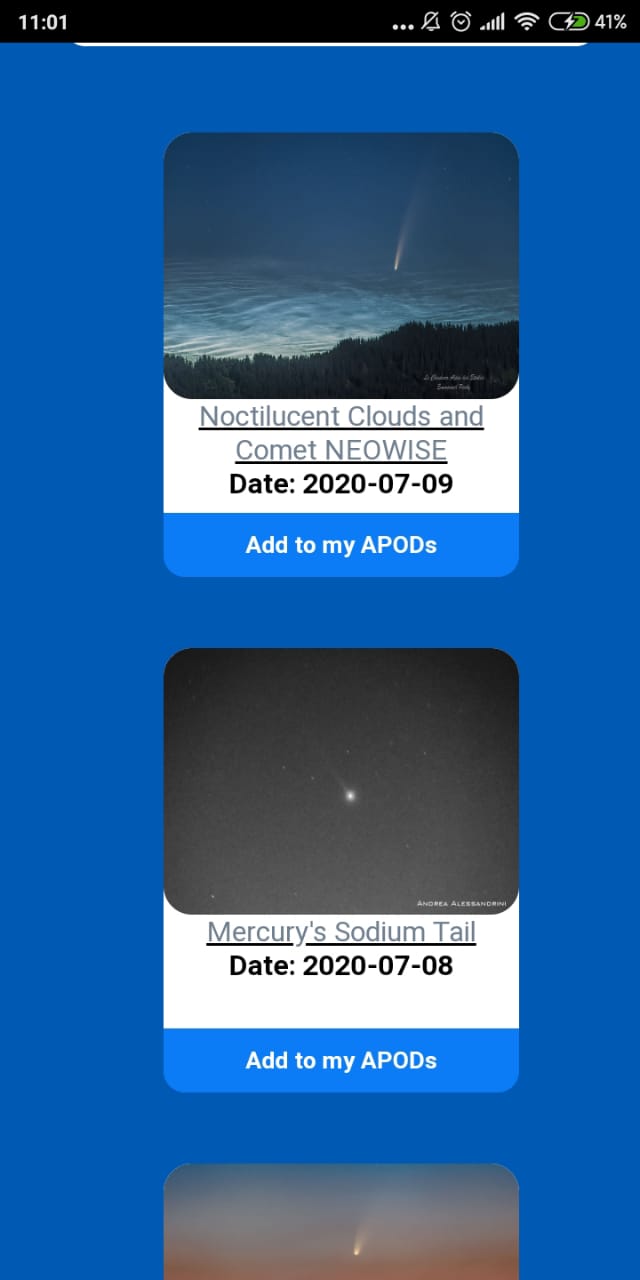 11:01
41%
Noctilucent Clouds and
Comet NEOWISE
Date: 2020-07-09
Add to my APODs
ANDREA ALESSANDRINI
Mercury's Sodium Tail
Date: 2020-07-08
Add to my APODs